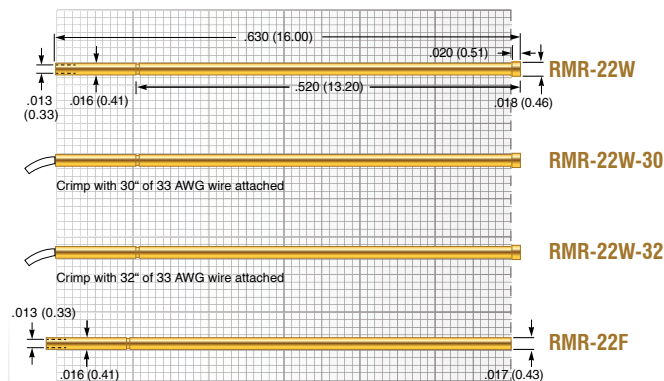 .630 (16.00)
.020 (0.51)
RMR-22W
.013
(0.33)
.016 (0.41)
.520 (13.20)
.018 (0.46)
RMR-22W-30
Crimp with 30“ of 33 AWG wire attached
RMR-22W-32
Crimp with 32“ of 33 AWG wire attached
.013 (0.33)
RMR-22F
.016 (0.41)
.017 (0.43)